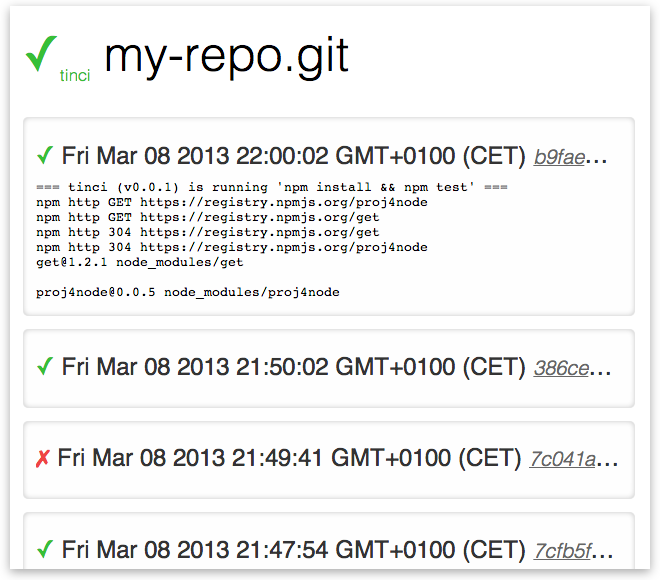 ✓ tinci my-repo.git
✓ Fri Mar 08 2013 22:00:02 GMT+0100 (CET) b9fae…
=== tinci (v0.0.1) is running 'npm install && npm test' ===
npm http GET https://registry.npmjs.org/proj4node
npm http GET https://registry.npmjs.org/get
npm http 304 https://registry.npmjs.org/get
npm http 304 https://registry.npmjs.org/proj4node
get@1.2.1 node_modules/get
proj4node@0.0.5 node_modules/proj4node
✓ Fri Mar 08 2013 21:50:02 GMT+0100 (CET) 386ce…
✗ Fri Mar 08 2013 21:49:41 GMT+0100 (CET) 7c041a…
✓ Fri Mar 08 2013 21:47:54 GMT+0100 (CET) 7cfb5f…